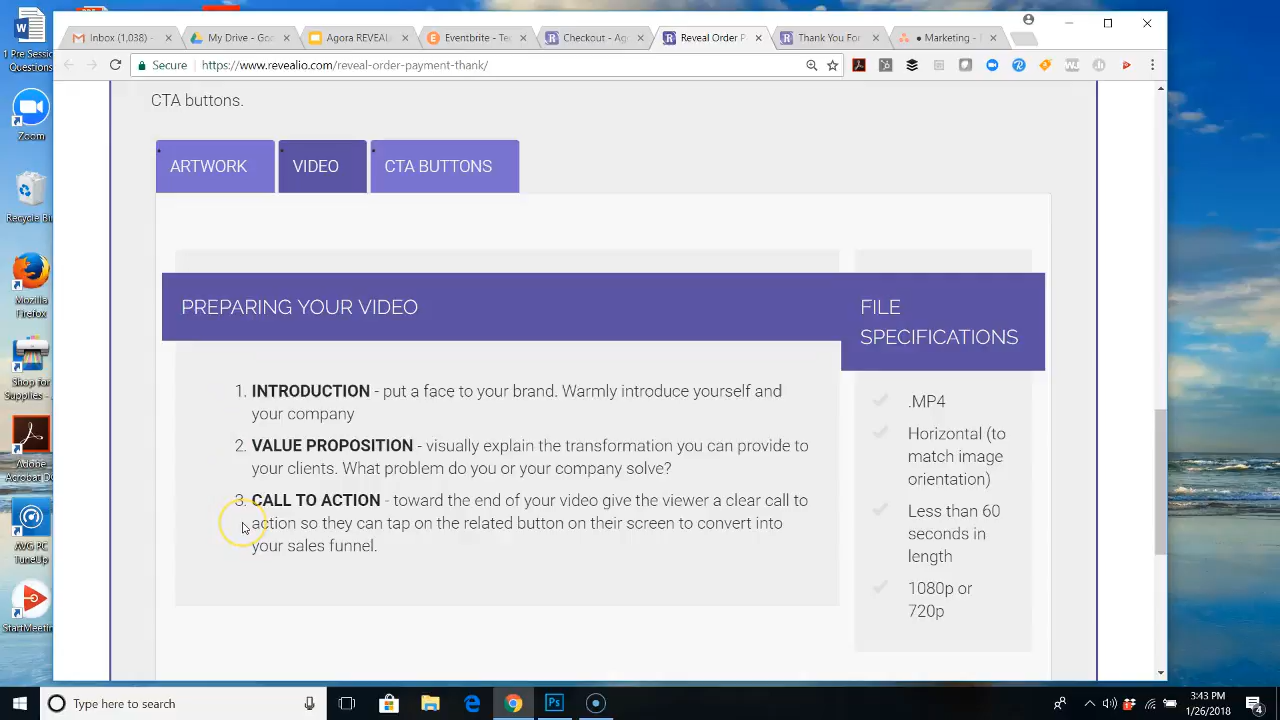 1 Pre Session
Questions
Zoom
Recycle Bin
Mozilla
Firefox
Shop for
Supplies -
Adobe
Acrobat
AVG PC
TuneUp
StartMeeting
Inbox (1,038) -
My Drive - Goo
Agora REVEAL
Eventbrite - Te
Checkout - Ag
Reveal Order P
Thank You For
● Marketing -
Secure
https://www.revealio.com/reveal-order-payment-thank/
CTA buttons.
ARTWORK
VIDEO
CTA BUTTONS
PREPARING YOUR VIDEO
1. INTRODUCTION - put a face to your brand. Warmly introduce yourself and
your company
2. VALUE PROPOSITION - visually explain the transformation you can provide to
your clients. What problem do you or your company solve?
3. CALL TO ACTION - toward the end of your video give the viewer a clear call to
action so they can tap on the related button on their screen to convert into
your sales funnel.
FILE
SPECIFICATIONS
.MP4
Horizontal (to
match image
orientation)
Less than 60
seconds in
length
1080p or
720p
Type here to search
Ps
3:43 PM
1/26/2018